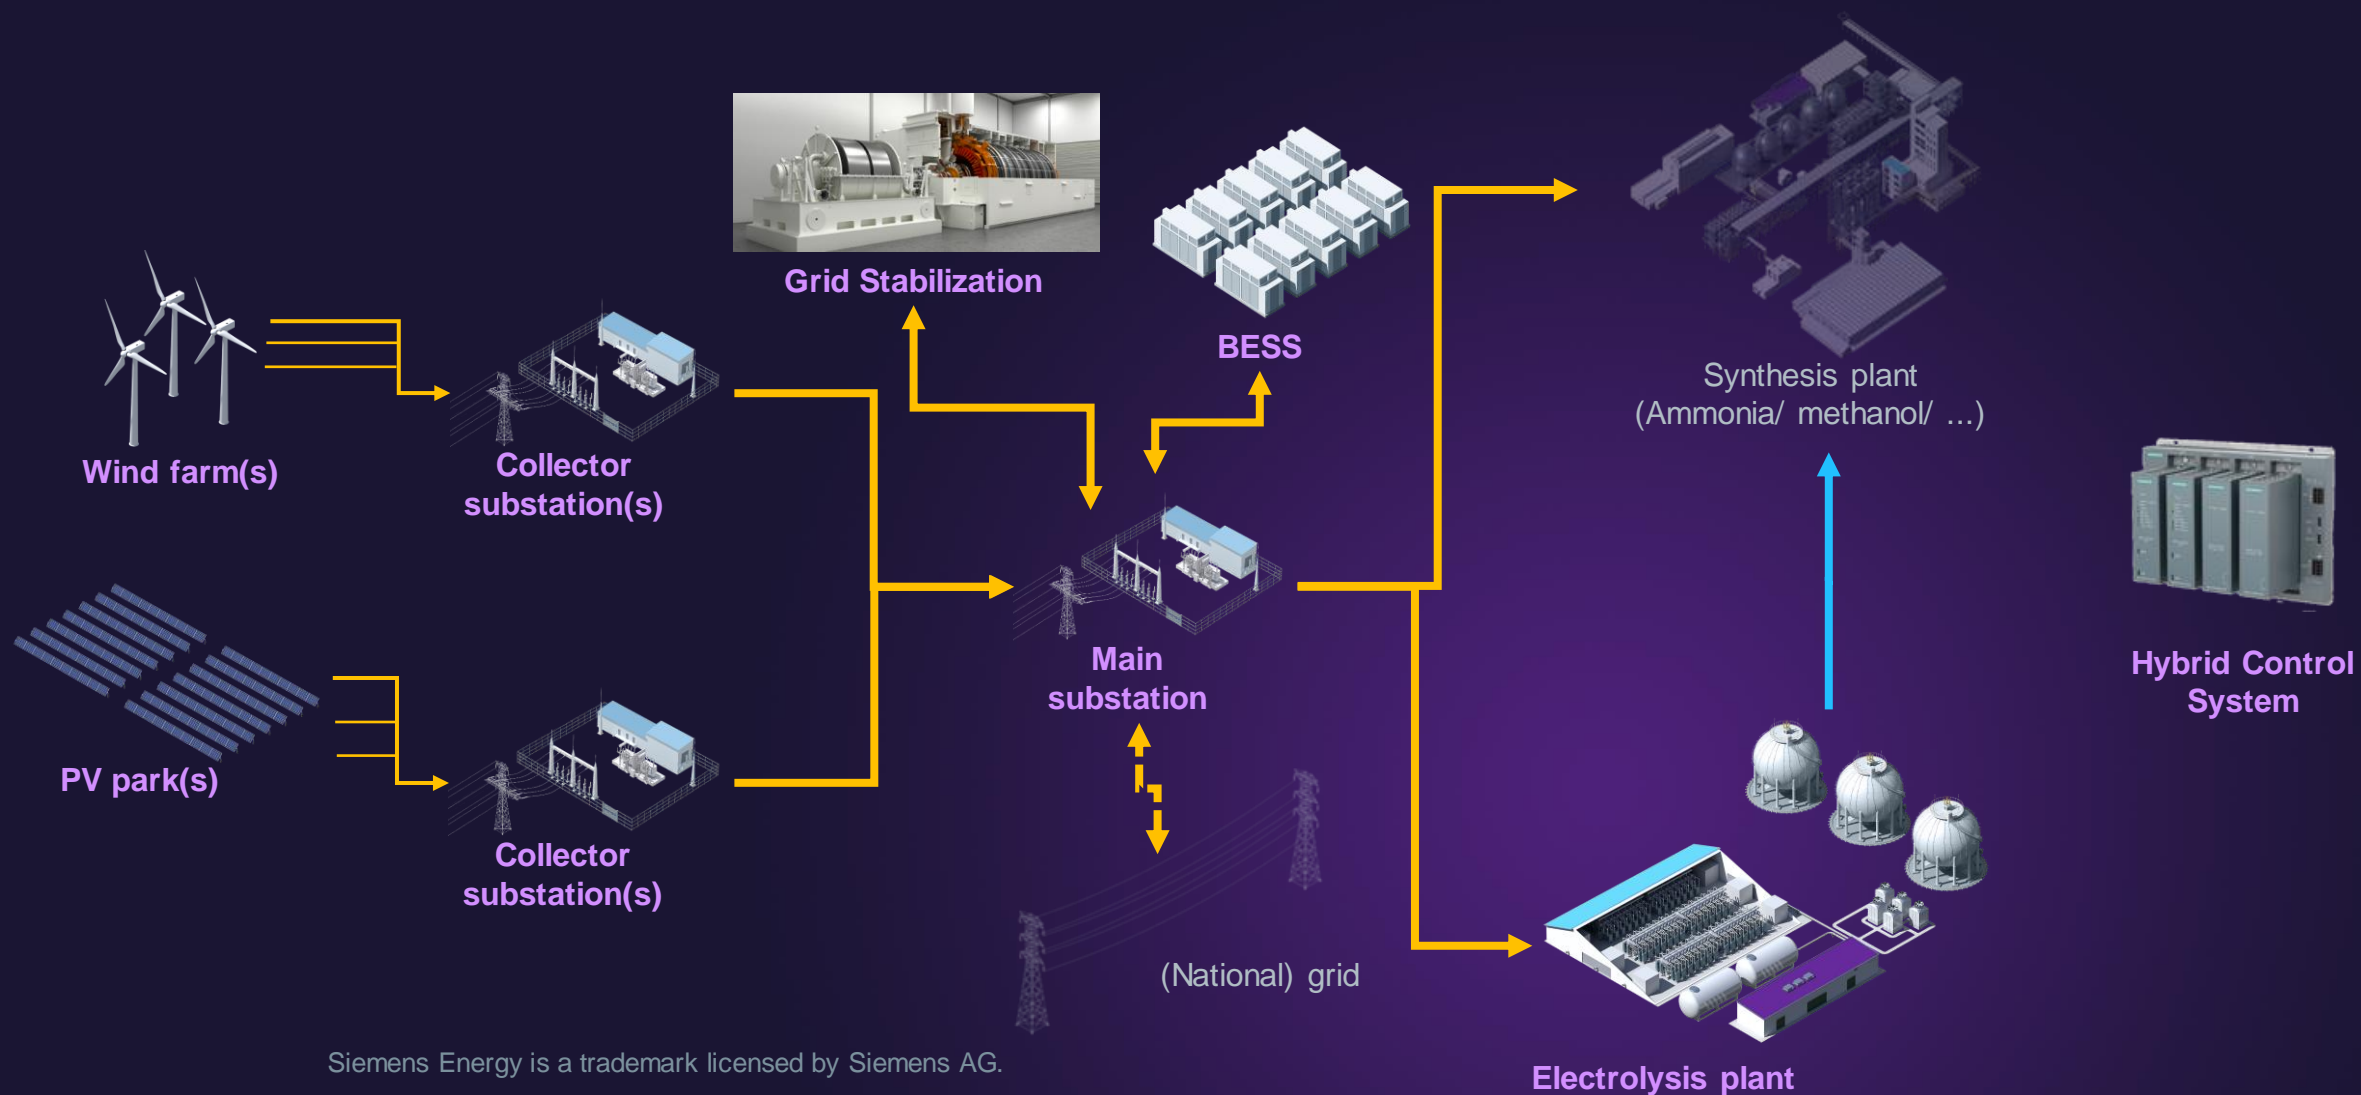 Grid Stabilization
BESS
Synthesis plant
(Ammonia/ methanol/ ...)
Wind farm(s)
Collector
substation(s)
Main
substation
Hybrid Control
System
PV park(s)
Collector
substation(s)
(National) grid
Siemens Energy is a trademark licensed by Siemens AG.
Electrolysis plant